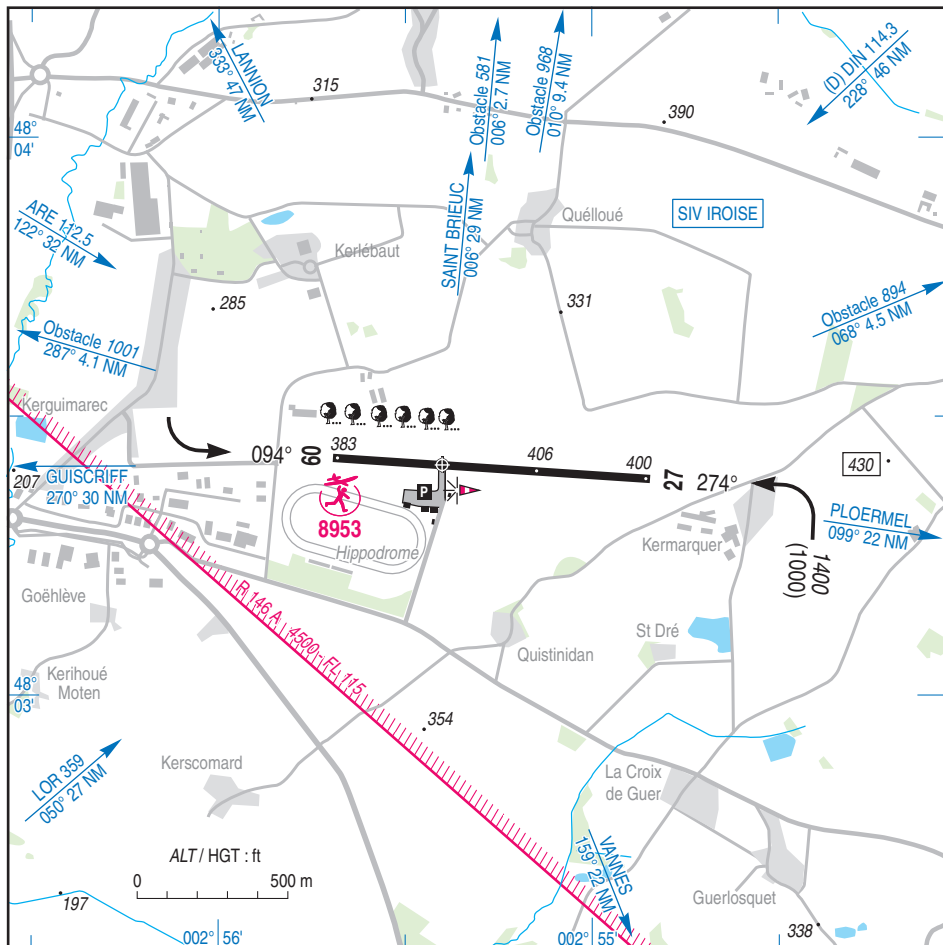 LANNION
333° 47 NM
315
Obstacle 581
006° 2.7 NM
Obstacle 968
010° 9.4 NM
(D) DIN 114.3
228° 46 NM
390
48°
04'
ARE 112.5
122° 32 NM
Kerlébaut
SAINT BRIEUC
006° 29 NM
Quélloué
SIV IROISE
285
331
Obstacle 894
068° 4.5 NM
Obstacle 1001
287° 4.1 NM
Kerguimarec
094°
09
383
406
400
27
274°
430
207
GUISCRIFF
270° 30 NM
P
8953
Hippodrome
Kermarquer
PLOERMEL
099° 22 NM
1400
(1000)
Goëhlève
R 146 A 4500 - FL 115
St Dré
Quistinidan
Kerihoué
Moten
48°
03'
354
LOR 359
050° 27 NM
Kerscomard
La Croix
de Guer
ALT / HGT : ft
0 500 m
VANNES
159° 22 NM
197
Guerlosquet
002° 56'
002° 55'
338